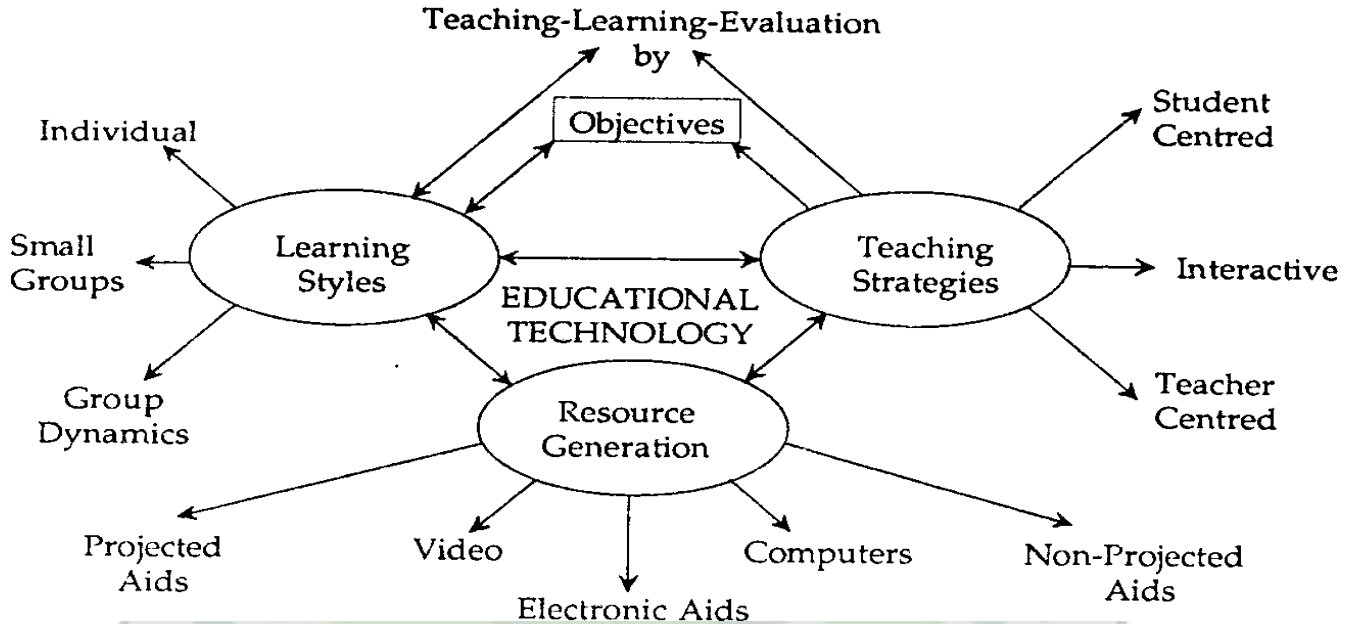 Teaching-Learning-Evaluation
by
Objectives
Student
Centred
Individual
Small
Groups
Learning
Styles
Teaching
Strategies
Interactive
EDUCATIONAL
TECHNOLOGY
Group
Dynamics
Teacher
Centred
Resource
Generation
Projected
Aids
Video
Electronic Aids
Computers
Non-Projected
Aids